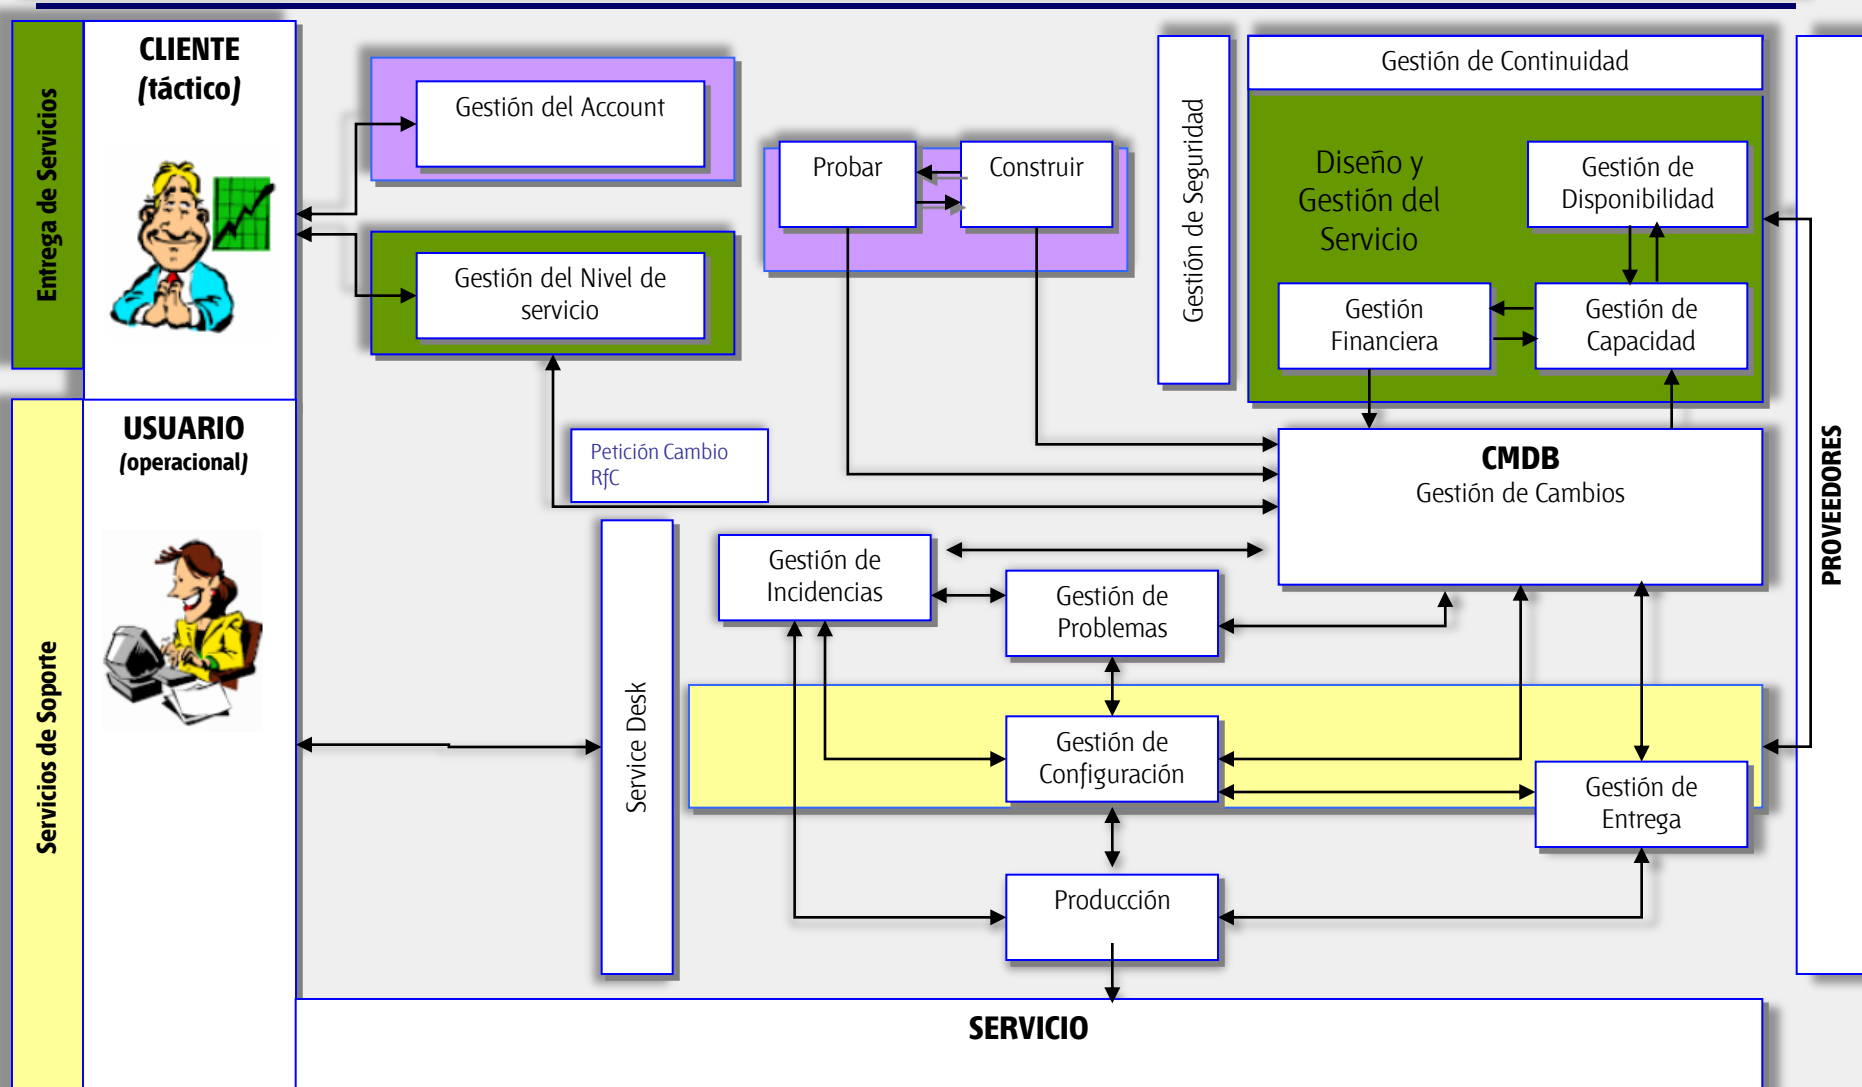 Entrega de Servicios
CLIENTE
(táctico)
Gestión del Account
Gestión del Nivel de
servicio
Probar
Construir
Gestión de Seguridad
Gestión de Continuidad
Diseño y
Gestión del
Servicio
Gestión de
Disponibilidad
Gestión
Financiera
Gestión de
Capacidad
PROVEEDORES
Servicios de Soporte
USUARIO
(operacional)
Petición Cambio
RfC
CMDB
Gestión de Cambios
Service Desk
Gestión de
Incidencias
Gestión de
Problemas
Gestión de
Configuración
Gestión de
Entrega
Producción
SERVICIO